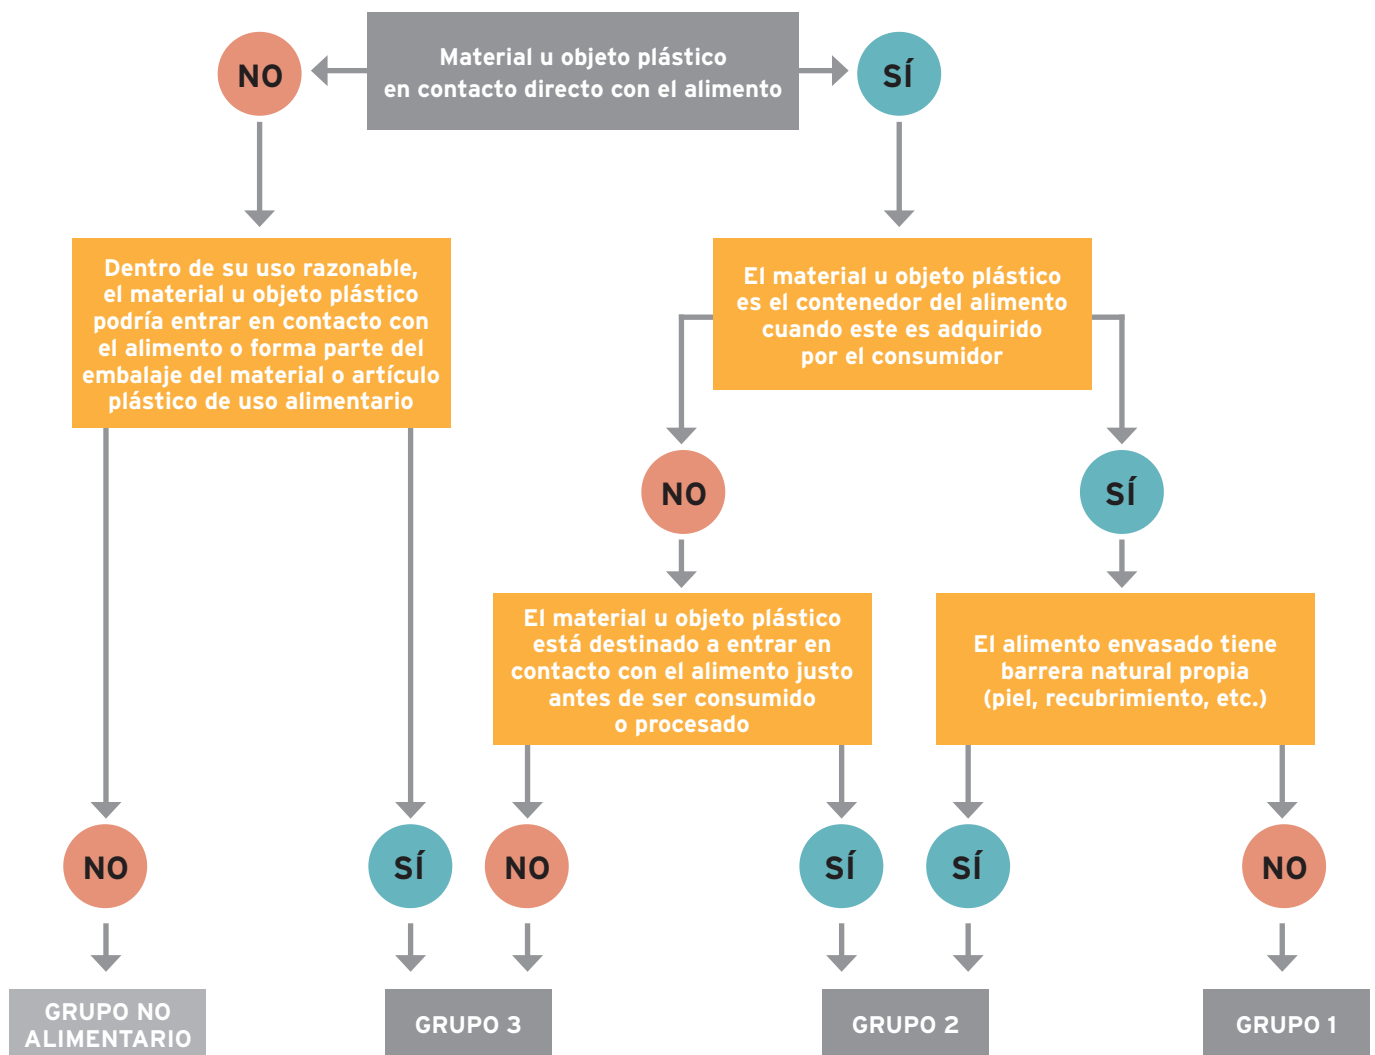 Material u objeto plástico
en contacto directo con el alimento
NO
SÍ
Dentro de su uso razonable,
el material u objeto plástico
podría entrar en contacto con
el alimento o forma parte del
embalaje del material o artículo
plástico de uso alimentario
El material u objeto plástico
es el contenedor del alimento
cuando este es adquirido
por el consumidor
NO
SÍ
El material u objeto plástico
está destinado a entrar en
contacto con el alimento justo
antes de ser consumido
o procesado
El alimento envasado tiene
barrera natural propia
(piel, recubrimiento, etc.)
NO
SÍ
NO
SÍ
SÍ
NO
GRUPO NO
ALIMENTARIO
GRUPO 3
GRUPO 2
GRUPO 1